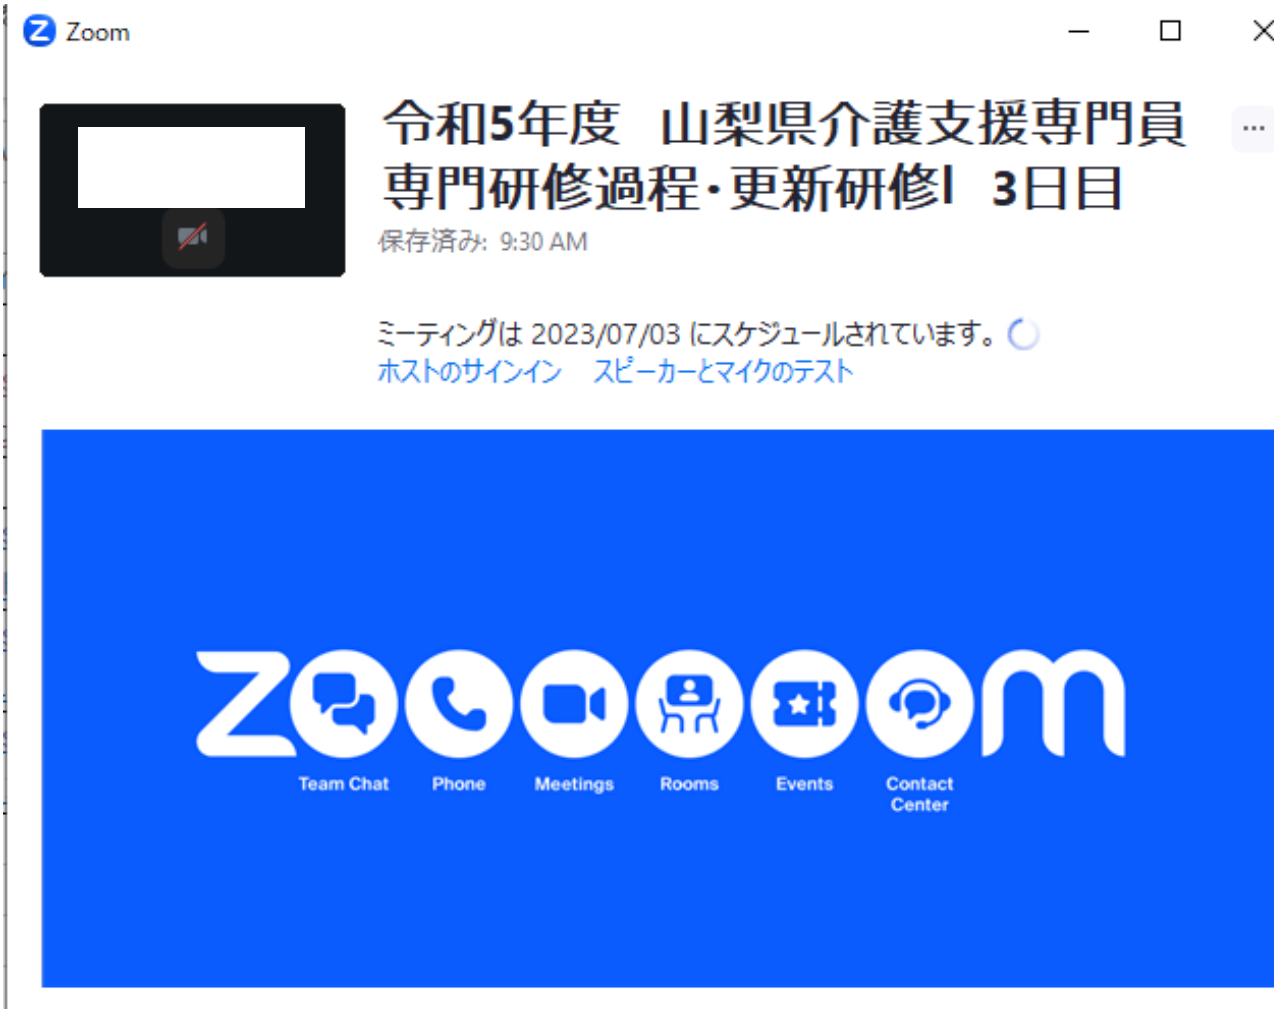 Zoom
令和5年度　山梨県介護支援専門員
専門研修過程・更新研修Ⅰ　3日目
保存済み: 9:30 AM
ミーティングは 2023/07/03 にスケジュールされています。
ホストのサインイン　スピーカーとマイクのテスト
zoooooom
Team Chat Phone Meetings Rooms Events Contact Center